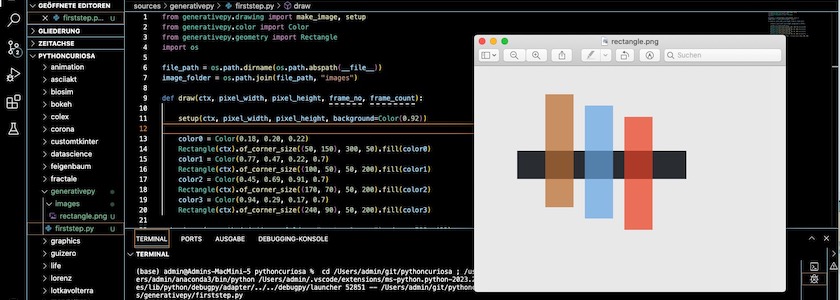 GEÖFFNETE EDITOREN
firststep.p... U
GLIEDERUNG
ZEITACHSE
PYTHONCURIOSA
animation
asciiakt
biosim
bokeh
colex
corona
customtkinter
datascience
feigenbaum
fractale
generativepy
images
rectangle.png U
firststep.py U
graphics
guizero
life
lorenz
lotkavolterra
2
sources > generativepy > firststep.py > draw
1 from generativepy.drawing import make_image, setup
2 from generativepy.color import Color
3 from generativepy.geometry import Rectangle
4 import os
5
6 file_path = os.path.dirname(os.path.abspath(__file__))
7 image_folder = os.path.join(file_path, "images")
8
9 def draw(ctx, pixel_width, pixel_height, frame_no, frame_count):
10
11 setup(ctx, pixel_width, pixel_height, background=Color(0.92))
12
13 color0 = Color(0.18, 0.20, 0.22)
14 Rectangle(ctx).of_corner_size((50, 150), 300, 50).fill(color0)
15 color1 = Color(0.77, 0.47, 0.22, 0.7)
16 Rectangle(ctx).of_corner_size((100, 50), 50, 200).fill(color1)
17 color2 = Color(0.45, 0.69, 0.91, 0.7)
18 Rectangle(ctx).of_corner_size((170, 70), 50, 200).fill(color2)
19 color3 = Color(0.94, 0.29, 0.17, 0.7)
20 Rectangle(ctx).of_corner_size((240, 90), 50, 200).fill(color3)
rectangle.png
Suchen
TERMINAL PORTS AUSGABE DEBUGGING-KONSOLE
TERMINAL
(base) admin@Admins-MacMini-5 pythoncuriosa % cd /Users/admin/git/pythoncuriosa ; /us
ers/admin/anaconda3/bin/python /Users/admin/.vscode/extensions/ms-python.python-2023.
es/lib/python/debugpy/adapter/../../debugpy/launcher 52851 -- /Users/admin/git/python
s/generativepy/firststep.py